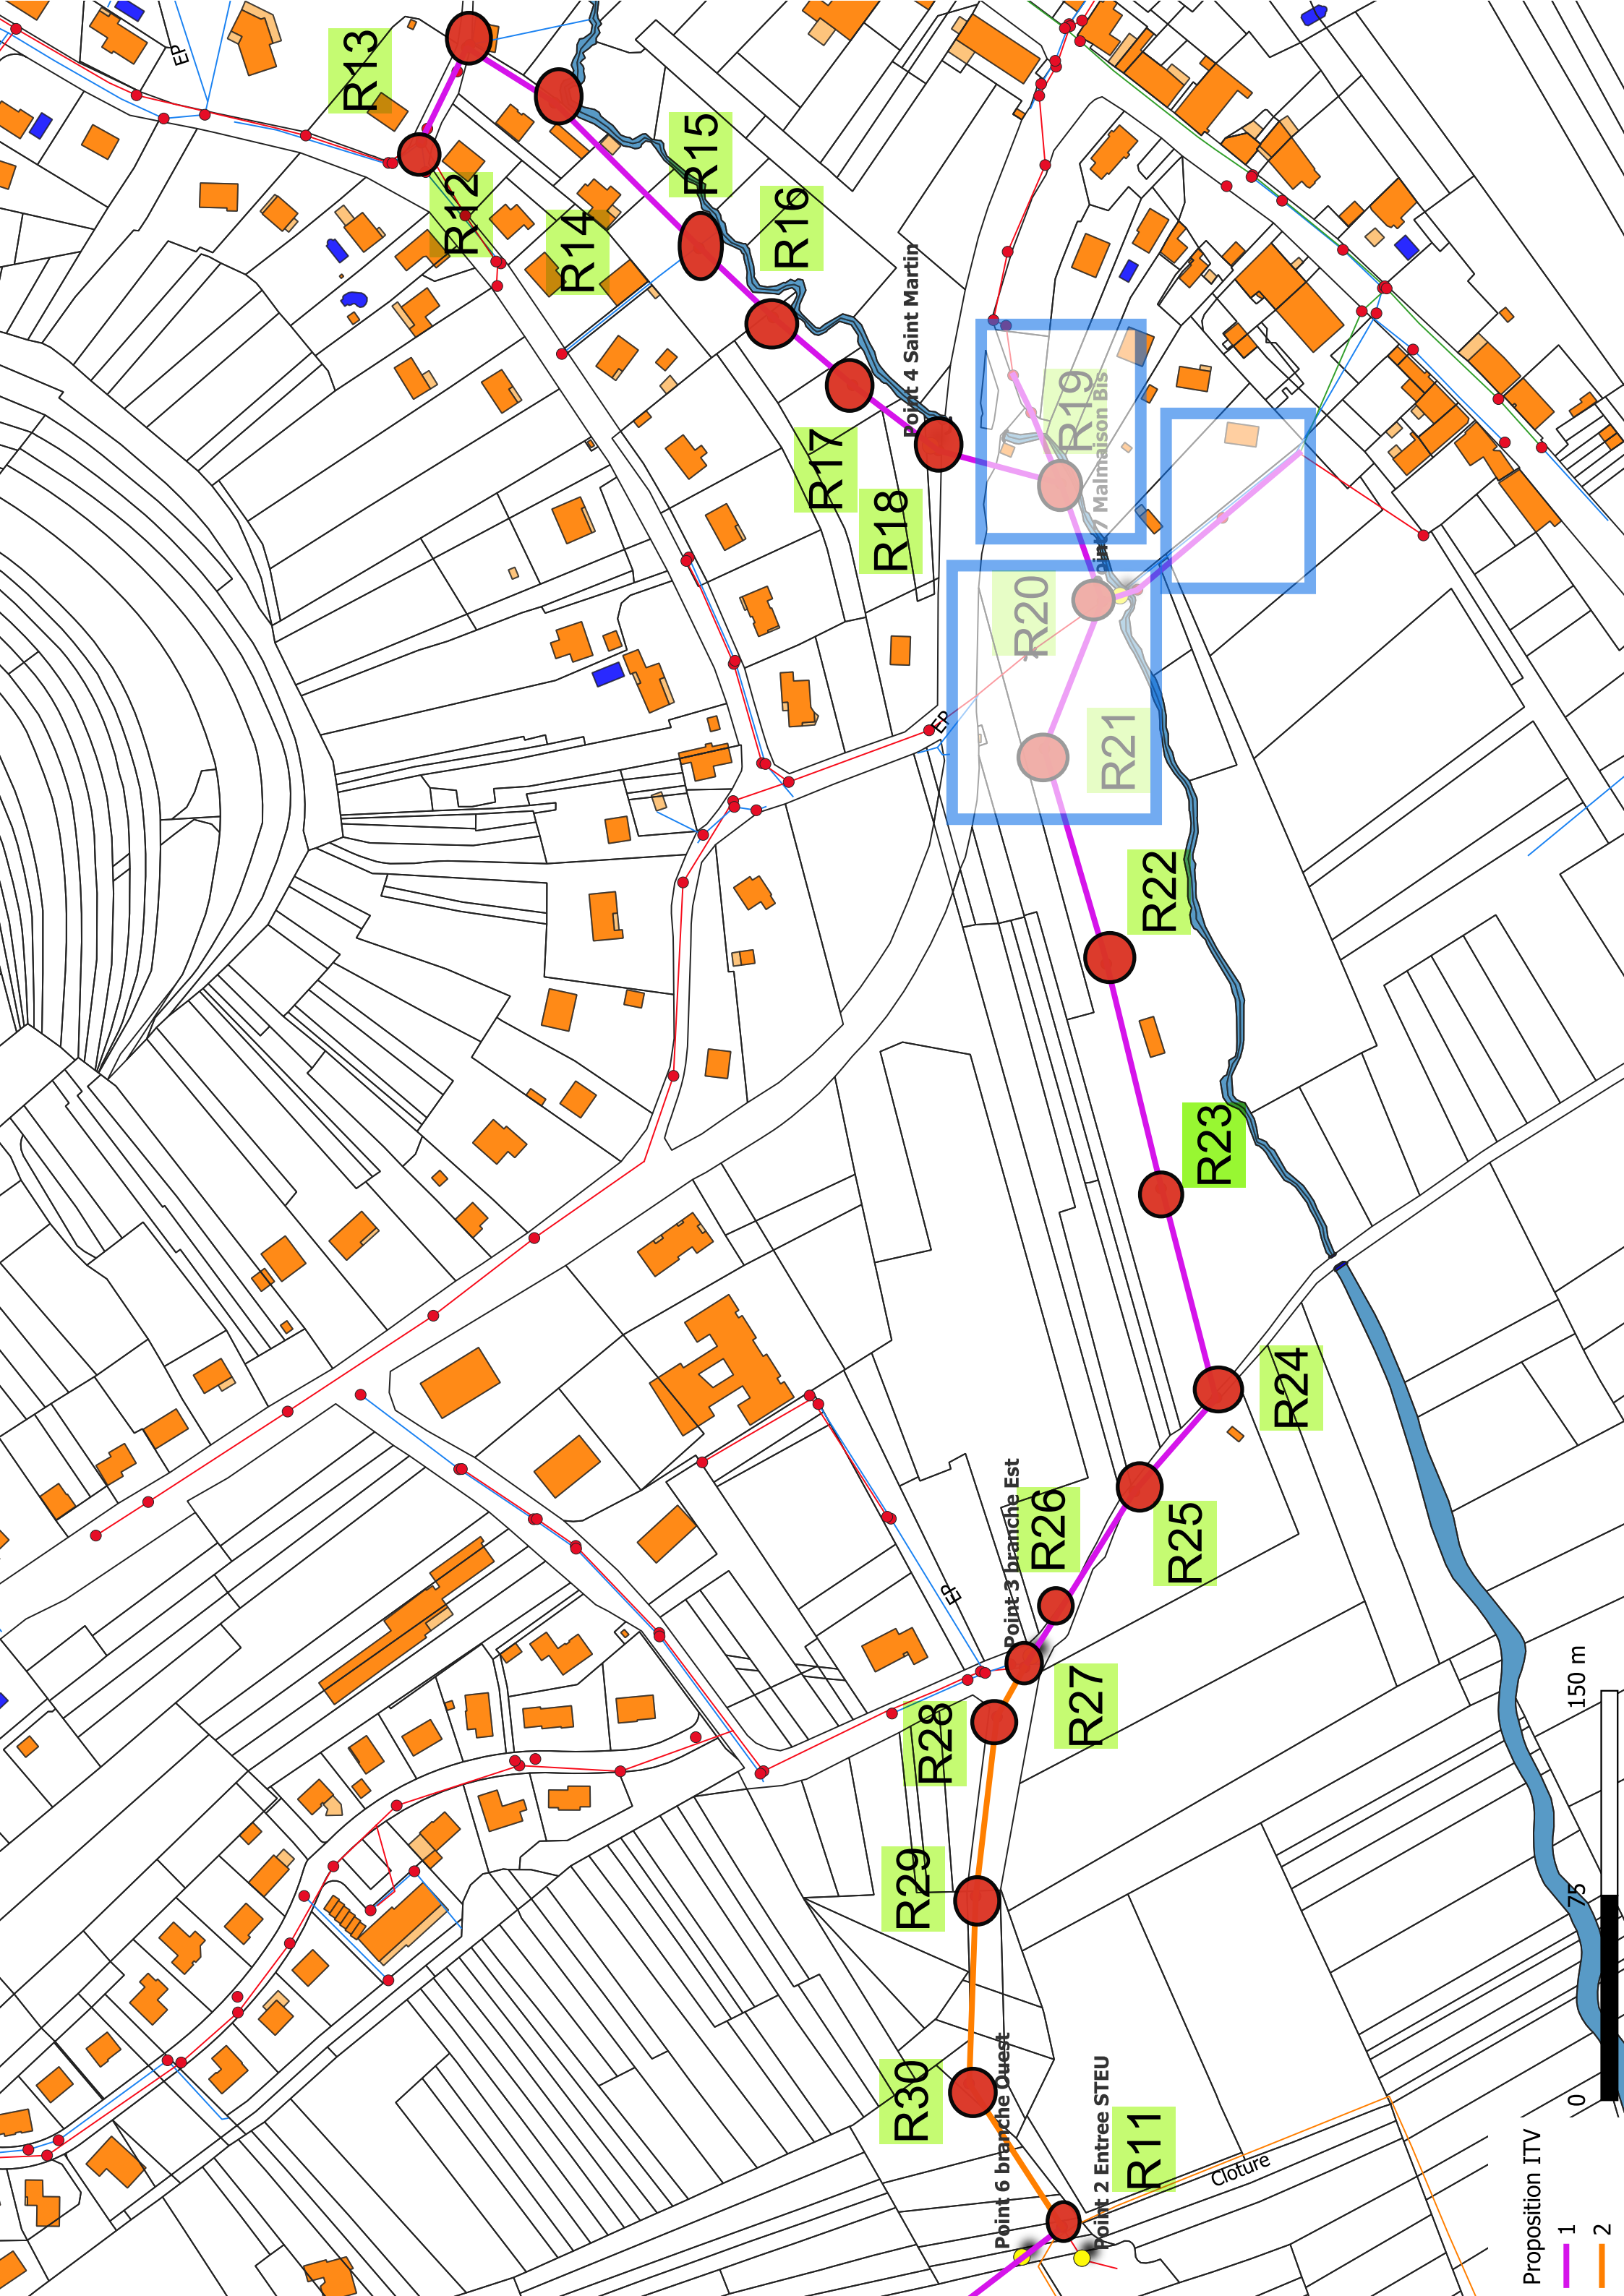 EP
R13
R12
R14
R15
R16
Point 4 Saint Martin
R17
R18
R19
Point 7 Malmaison Bis
R20
EP
R21
R22
R23
R24
R25
R26
Point 3 branche Est
EP
R27
R28
R29
R30
Point 6 branche Ouest
Point 2 Entree STEU
R11
Cloture
0 75 150 m
Proposition ITV
1
2